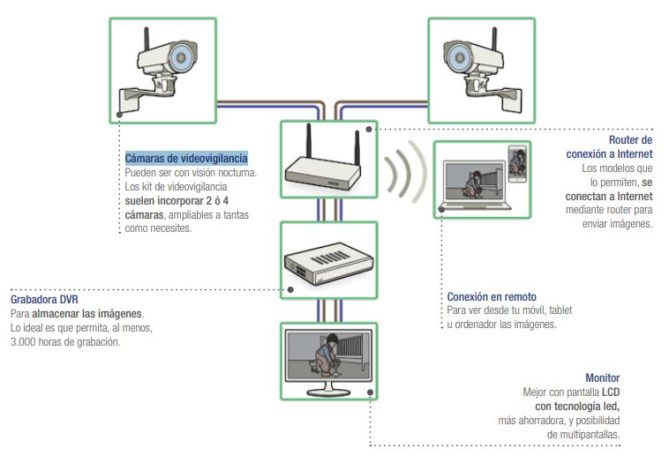 Cámaras de videovigilancia
Pueden ser con visión nocturna.
Los kit de videovigilancia
suelen incorporar 2 ó 4
cámaras, ampliables a tantas
como necesites.
Router de
conexión a Internet
Los modelos que
lo permiten, se
conectan a Internet
mediante router para
enviar imágenes.
Grabadora DVR
Para almacenar las imágenes.
Lo ideal es que permita, al menos,
3.000 horas de grabación.
Conexión en remoto
Para ver desde tu móvil, tablet
u ordenador las imágenes.
Monitor
Mejor con pantalla LCD
con tecnología led,
más ahorradora, y posibilidad
de multipantallas.